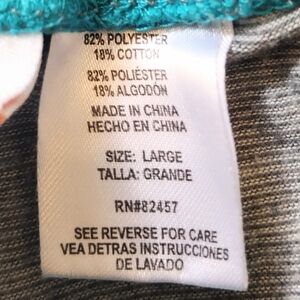 82% POLYESTER
18% COTTON
82% POLIÉSTER
18% ALGODÓN
MADE IN CHINA
HECHO EN CHINA
SIZE: LARGE
TALLA: GRANDE
RN#82457
SEE REVERSE FOR CARE
VEA DETRAS INSTRUCCIONES
DE LAVADO